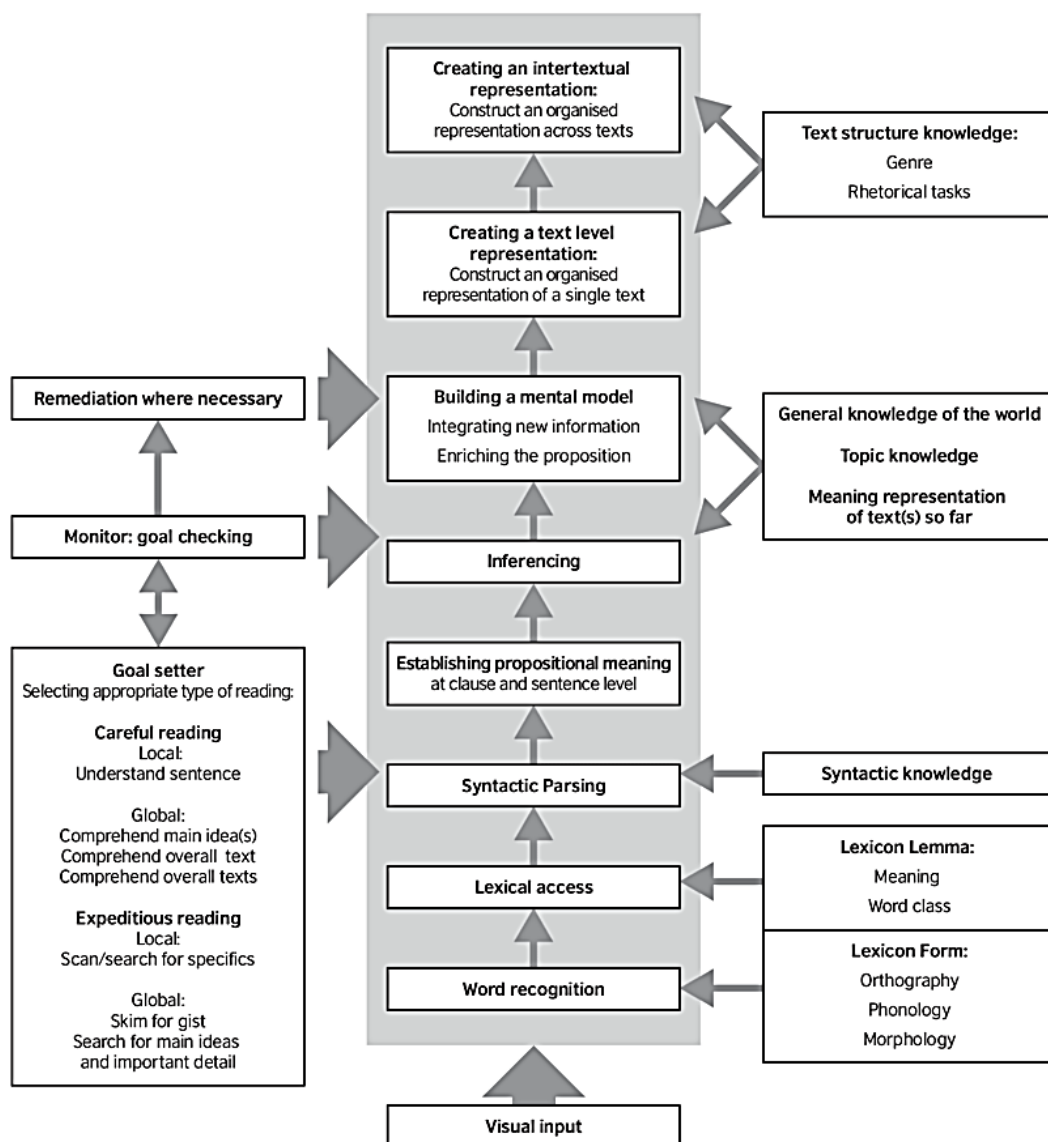 Creating an intertextual
representation:
Construct an organised
representation across texts
Text structure knowledge:
Genre
Rhetorical tasks
Creating a text level
representation:
Construct an organised
representation of a single text
Remediation where necessary
Building a mental model
Integrating new information
Enriching the proposition
General knowledge of the world
Topic knowledge
Meaning representation
of text(s) so far
Monitor: goal checking
Inferencing
Goal setter
Selecting appropriate type of reading:
Careful reading
Local:
Understand sentence
Global:
Comprehend main idea(s)
Comprehend overall text
Comprehend overall texts
Expeditious reading
Local:
Scan/search for specifics
Global:
Skim for gist
Search for main ideas
and important detail
Establishing propositional meaning
at clause and sentence level
Syntactic Parsing
Syntactic knowledge
Lexical access
Lexicon Lemma:
Meaning
Word class
Word recognition
Lexicon Form:
Orthography
Phonology
Morphology
Visual input